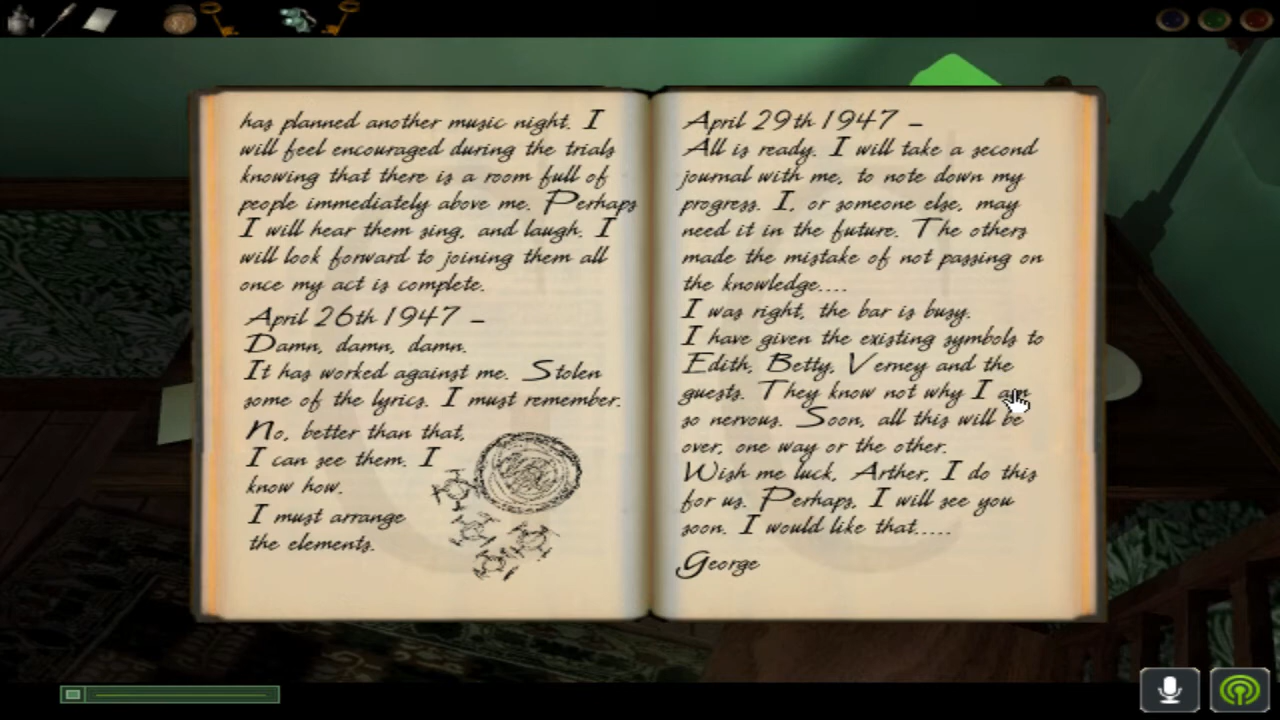 has planned another music night. I
will feel encouraged during the trials
knowing that there is a room full of
people immediately above me. Perhaps
I will hear them sing, and laugh. I
will look forward to joining them all
once my act is complete.
April 26th 1947 -
Damn, damn, damn.
It has worked against me. Stolen
some of the lyrics. I must remember.
No, better than that,
I can see them. I
know how.
I must arrange
the elements.
April 29th 1947 -
All is ready. I will take a second
journal with me, to note down my
progress. I, or someone else, may
need it in the future. The others
made the mistake of not passing on
the knowledge....
I was right, the bar is busy.
I have given the existing symbols to
Edith, Betty, Verney and the
guests. They know not why I am
so nervous. Soon, all this will be
over, one way or the other.
Wish me luck, Arther, I do this
for us. Perhaps, I will see you
soon. I would like that.....
George